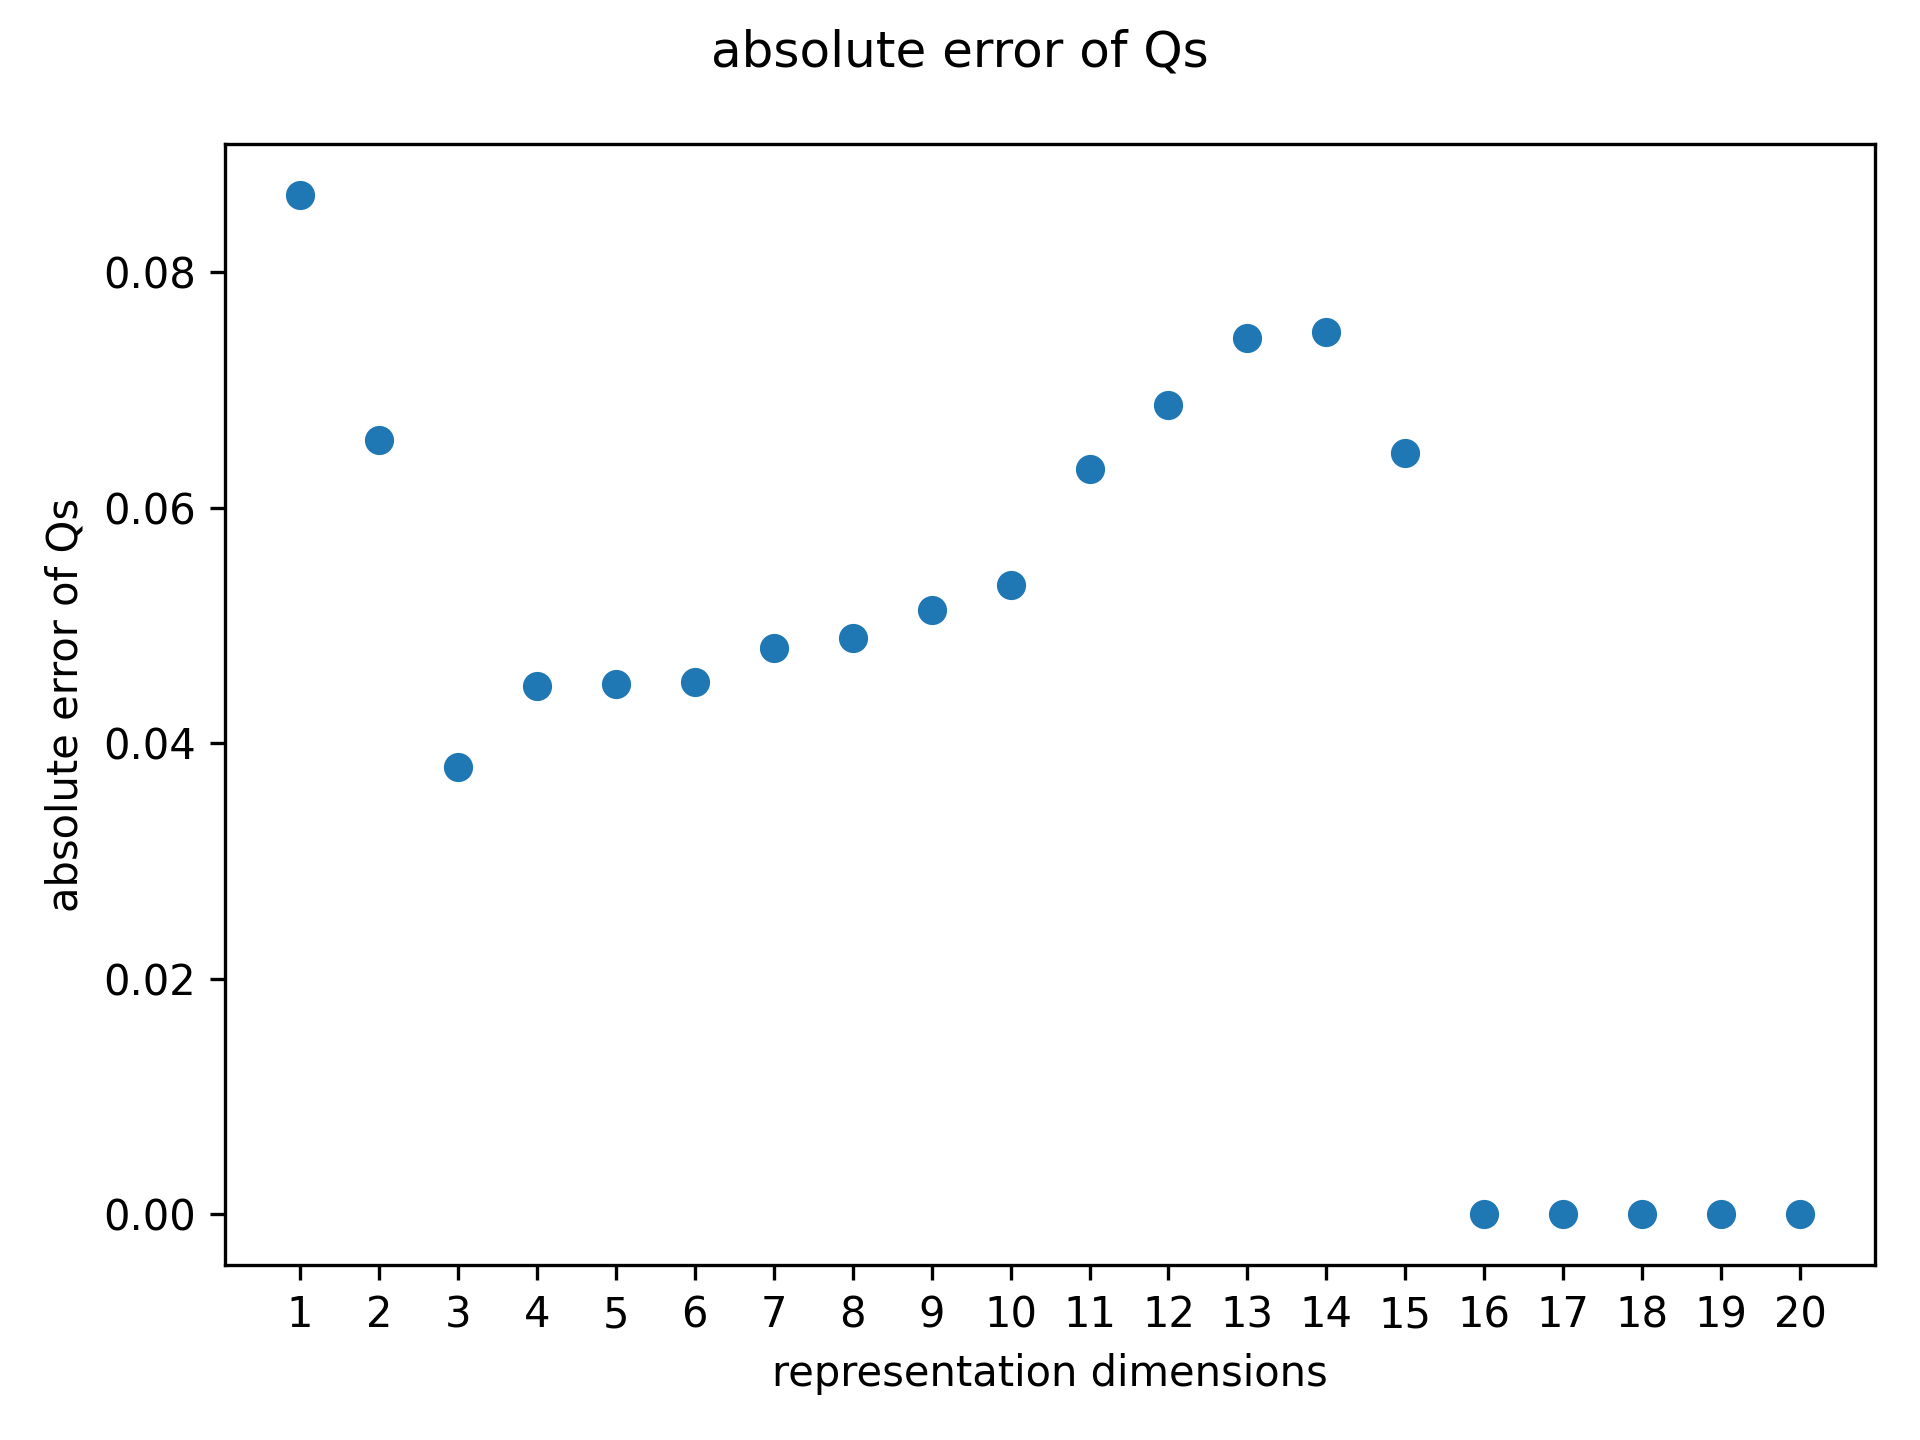 absolute error of Qs
absolute error of Qs
0.08
0.06
0.04
0.02
0.00
1 2 3 4 5 6 7 8 9 10 11 12 13 14 15 16 17 18 19 20
representation dimensions